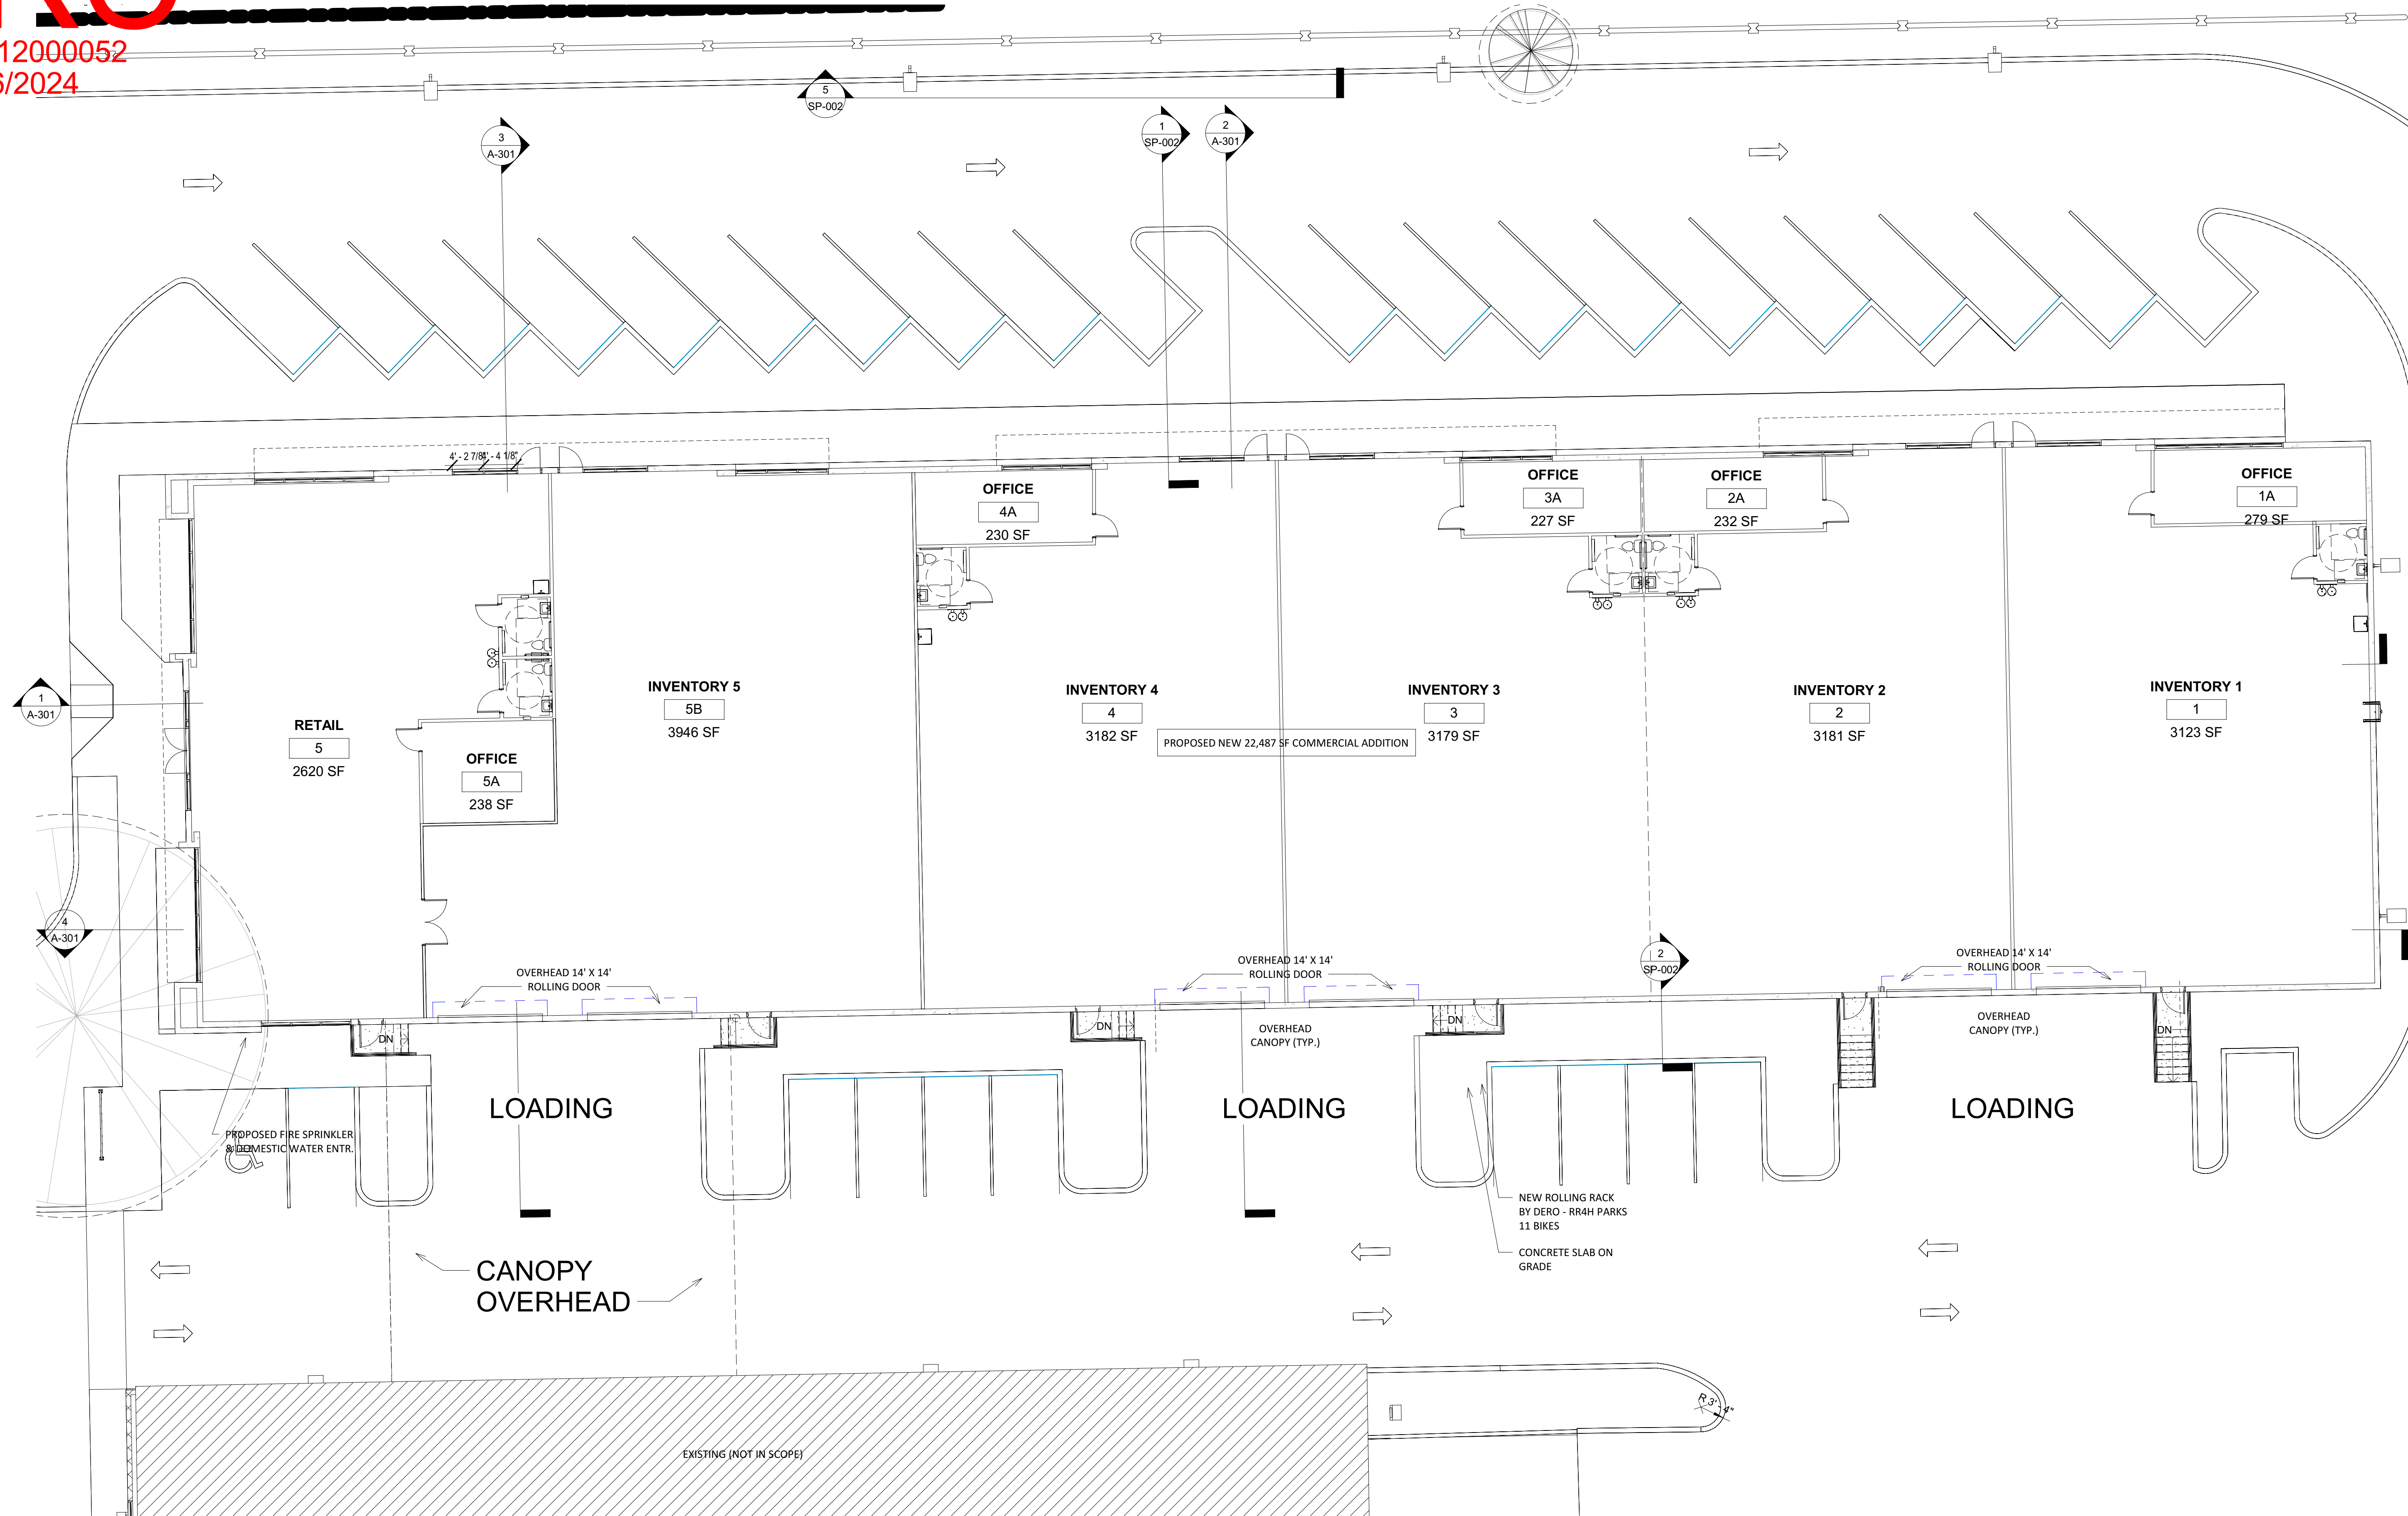 12000052
6/2024
5
SP-002
3
A-301
1
SP-002
2
A-301
4' - 2 7/8"
4' - 4 1/8"
OFFICE
4A
230 SF
OFFICE
3A
227 SF
OFFICE
2A
232 SF
OFFICE
1A
279 SF
1
A-301
RETAIL
5
2620 SF
OFFICE
5A
238 SF
INVENTORY 5
5B
3946 SF
INVENTORY 4
4
3182 SF
PROPOSED NEW 22,487 SF COMMERCIAL ADDITION
INVENTORY 3
3
3179 SF
INVENTORY 2
2
3181 SF
INVENTORY 1
1
3123 SF
4
A-301
OVERHEAD 14' X 14'
ROLLING DOOR
OVERHEAD 14' X 14'
ROLLING DOOR
2
SP-002
OVERHEAD 14' X 14'
ROLLING DOOR
DN
DN
OVERHEAD
CANOPY (TYP.)
DN
OVERHEAD
CANOPY (TYP.)
DN
LOADING
LOADING
LOADING
PROPOSED FIRE SPRINKLER
& DOMESTIC WATER ENTR.
NEW ROLLING RACK
BY DERO - RR4H PARKS
11 BIKES
CONCRETE SLAB ON
GRADE
CANOPY
OVERHEAD
R 3' - 4"
EXISTING (NOT IN SCOPE)